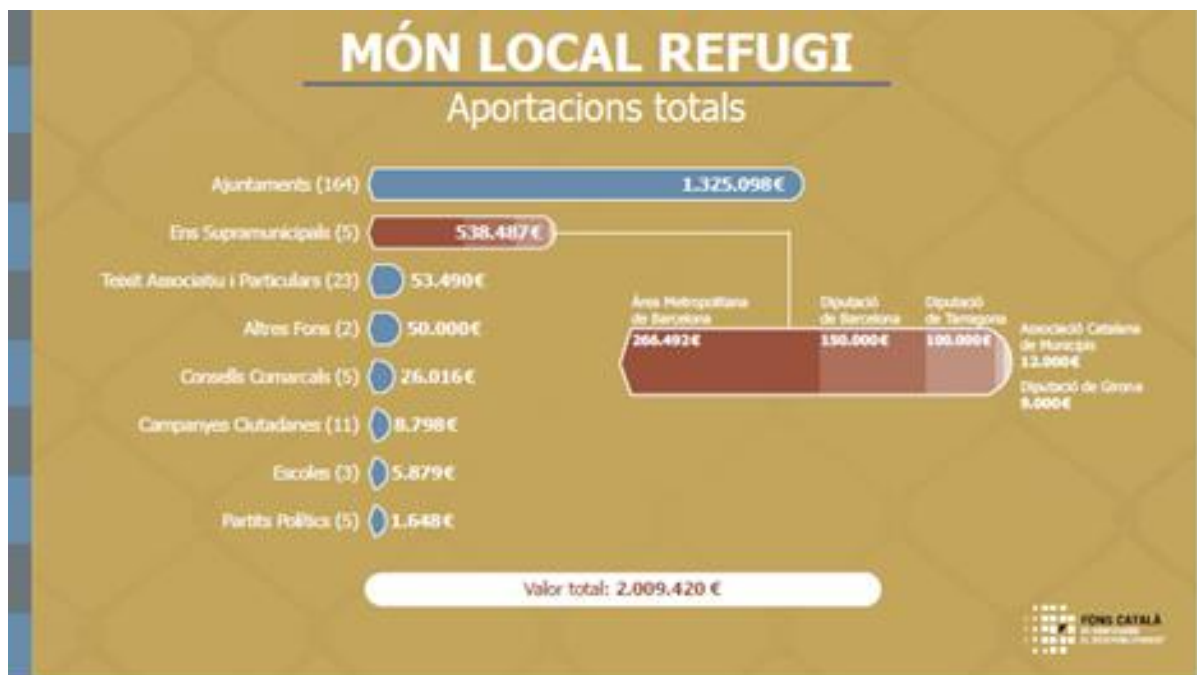 MÓN LOCAL REFUGI
Aportacions totals
Ajuntaments (164) 1.325.098€
Ens Supramunicipals (5) 538.487€
Teixit Associatiu i Particulars (23) 53.490€
Altres Fons (2) 50.000€
Consells Comarcals (5) 26.016€
Campanyes Ciutadanes (11) 8.798€
Escoles (3) 5.879€
Partits Polítics (5) 1.648€
Àrea Metropolitana
de Barcelona
266.492€
Diputació
de Barcelona
150.000€
Diputació
de Tarragona
100.000€
Associació Catalana
de Municipis
13.000€
Diputació de Girona
9.000€
Valor total: 2.009.420 €
FONS CATALÀ